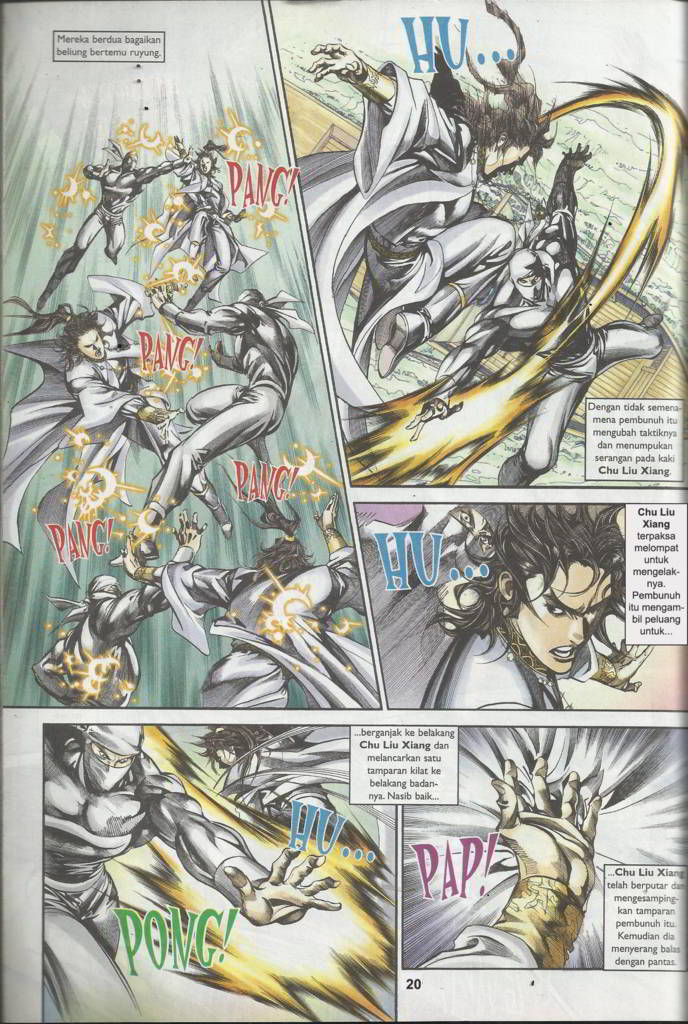 Mereka berdua bagaikan
beliung bertemu ruyung.
PANG!
PANG!
PANG!
PANG!
HU...
Dengan tidak semena-
mena pembunuh itu
mengubah taktiknya
dan menumpukan
serangan pada kaki
Chu Liu Xiang.
HU...
Chu Liu
Xiang
terpaksa
melompat
untuk
mengelak-
nya.
Pembunuh
itu mengam-
bil peluang
untuk...
...berganjak ke belakang
Chu Liu Xiang dan
melancarkan satu
tamparan kilat ke
belakang badan-
nya. Nasib baik...
HU...
PONG!
PAP!
...Chu Liu Xiang
telah berputar dan
mengesamping-
kan tamparan
pembunuh itu.
Kemudian dia
menyerang balas
dengan pantas.
20